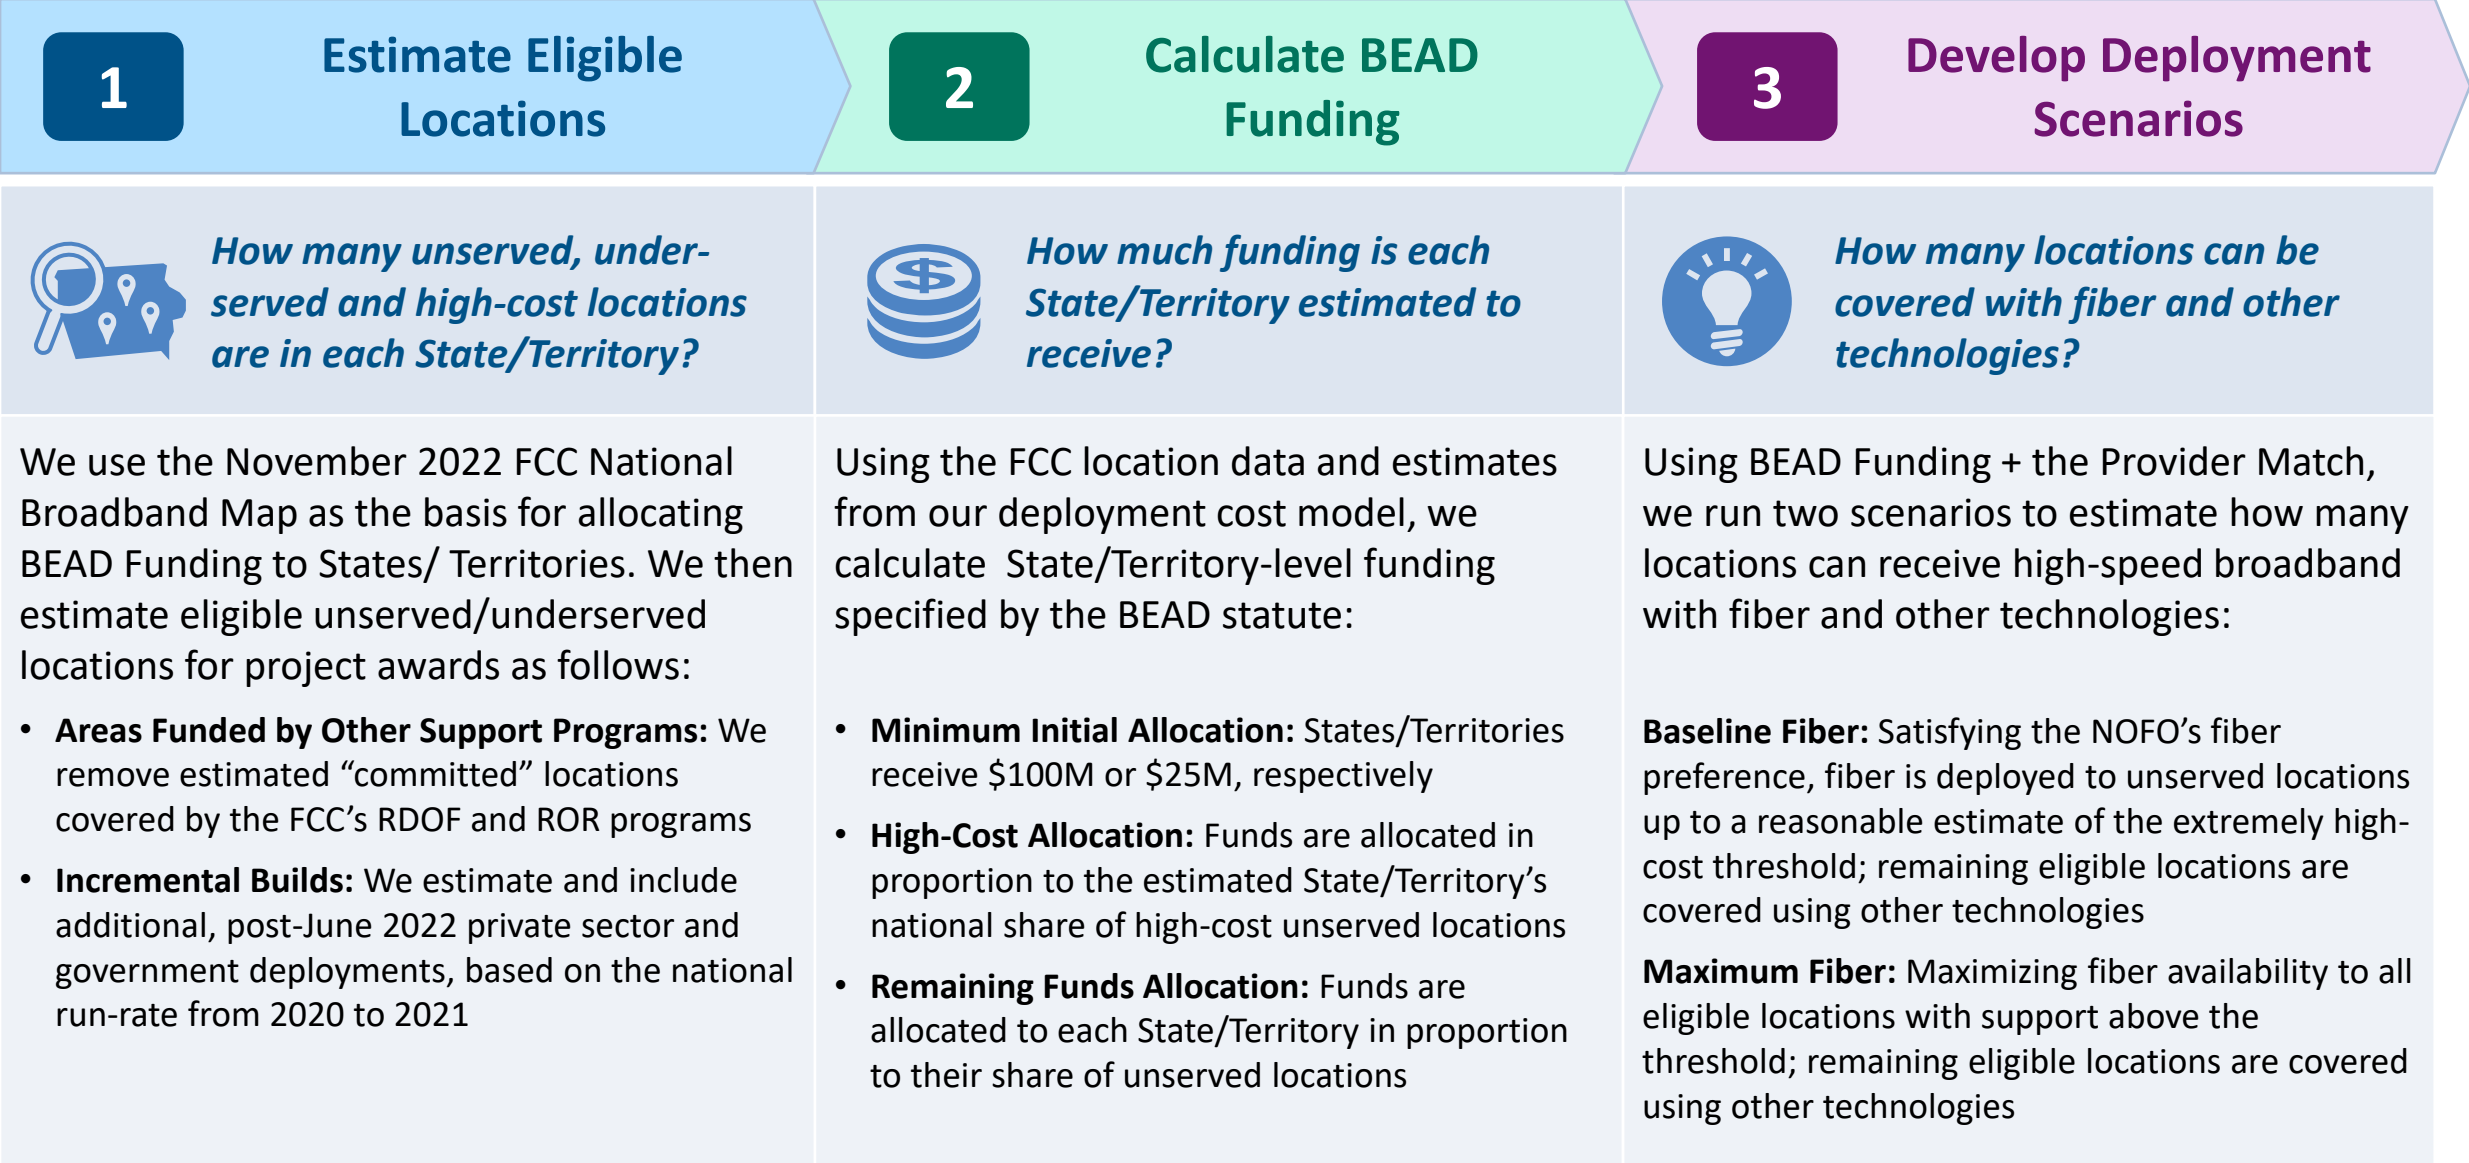 1
Estimate Eligible
Locations
2
Calculate BEAD
Funding
3
Develop Deployment
Scenarios
How many unserved, under-
served and high-cost locations
are in each State/Territory?
$
How much funding is each
State/Territory estimated to
receive?
How many locations can be
covered with fiber and other
technologies?
We use the November 2022 FCC National
Broadband Map as the basis for allocating
BEAD Funding to States/ Territories. We then
estimate eligible unserved/underserved
locations for project awards as follows:
• Areas Funded by Other Support Programs: We
remove estimated “committed” locations
covered by the FCC’s RDOF and ROR programs
• Incremental Builds: We estimate and include
additional, post-June 2022 private sector and
government deployments, based on the national
run-rate from 2020 to 2021
Using the FCC location data and estimates
from our deployment cost model, we
calculate  State/Territory-level funding
specified by the BEAD statute:
• Minimum Initial Allocation: States/Territories
receive $100M or $25M, respectively
• High-Cost Allocation: Funds are allocated in
proportion to the estimated State/Territory’s
national share of high-cost unserved locations
• Remaining Funds Allocation: Funds are
allocated to each State/Territory in proportion
to their share of unserved locations
Using BEAD Funding + the Provider Match,
we run two scenarios to estimate how many
locations can receive high-speed broadband
with fiber and other technologies:
Baseline Fiber: Satisfying the NOFO’s fiber
preference, fiber is deployed to unserved locations
up to a reasonable estimate of the extremely high-
cost threshold; remaining eligible locations are
covered using other technologies
Maximum Fiber: Maximizing fiber availability to all
eligible locations with support above the
threshold; remaining eligible locations are covered
using other technologies